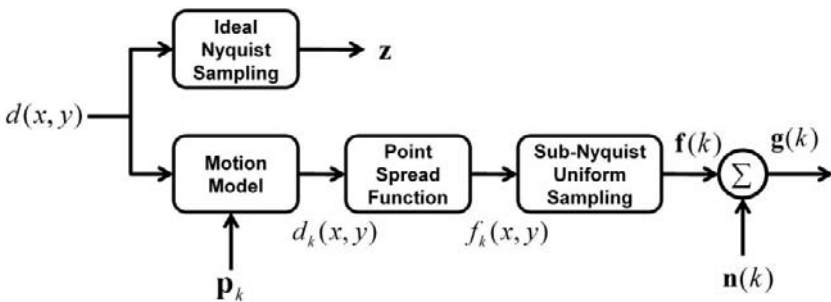 Ideal
Nyquist
Sampling
z
d(x, y)
Motion
Model
Point
Spread
Function
Sub-Nyquist
Uniform
Sampling
f(k)
g(k)
Σ
d_k(x, y)
f_k(x, y)
p_k
n(k)